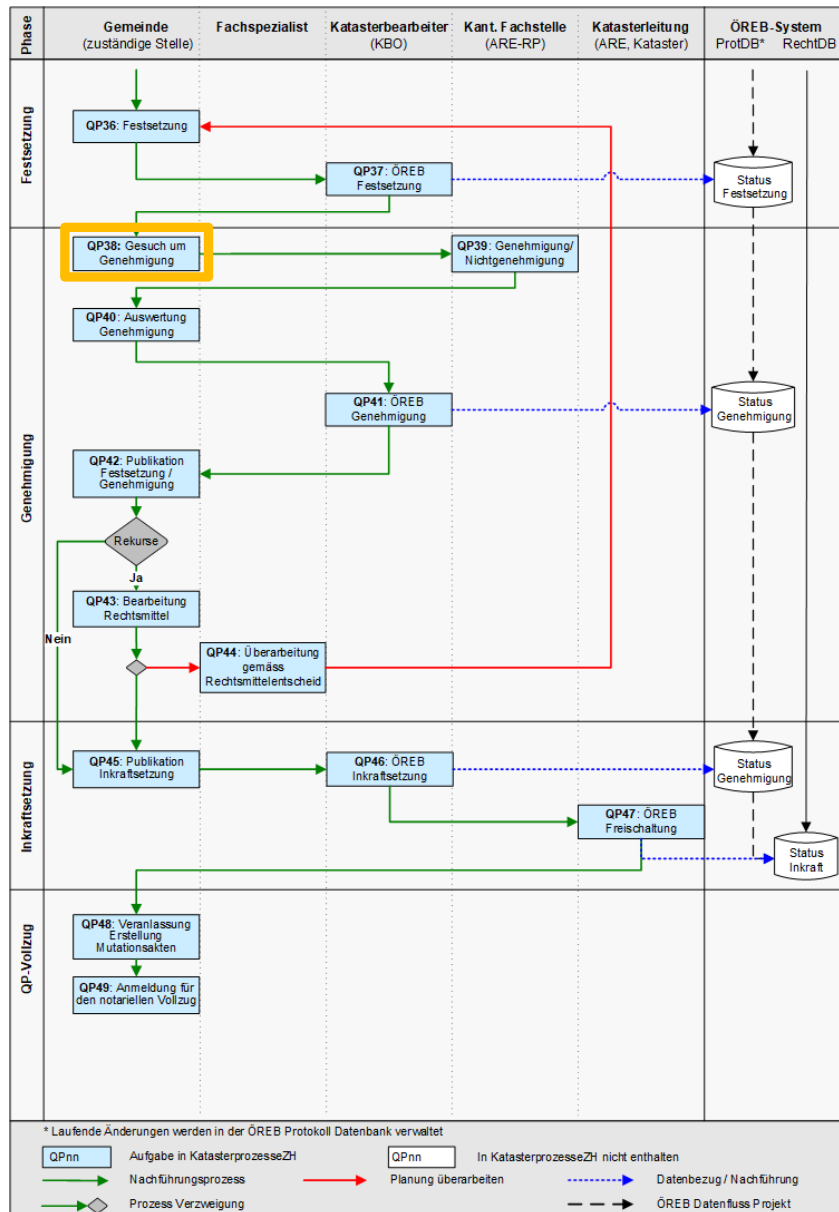 Phase
Gemeinde
(zuständige Stelle)
Fachspezialist
Katasterbearbeiter
(KBO)
Kant. Fachstelle
(ARE-RP)
Katasterleitung
(ARE, Kataster)
ÖREB-System
ProtDB* RechtDB
Festsetzung
QP36: Festsetzung
QP37: ÖREB
Festsetzung
Status
Festsetzung
Genehmigung
QP38: Gesuch um
Genehmigung
QP39: Genehmigung/
Nichtgenehmigung
QP40: Auswertung
Genehmigung
QP41: ÖREB
Genehmigung
Status
Genehmigung
QP42: Publikation
Festsetzung /
Genehmigung
Rekurse
Ja
QP43: Bearbeitung
Rechtsmittel
Nein
QP44: Überarbeitung
gemäss
Rechtsmittelentscheid
Inkraftsetzung
QP45: Publikation
Inkraftsetzung
QP46: ÖREB
Inkraftsetzung
Status
Genehmigung
QP47: ÖREB
Freischaltung
Status
Inkraft
QP-Vollzug
QP48: Veranlassung
Erstellung
Mutationsakten
QP49: Anmeldung für
den notariellen Vollzug
* Laufende Änderungen werden in der ÖREB Protokoll Datenbank verwaltet
QPnn Aufgabe in KatasterprozesseZH QPnn In KatasterprozesseZH nicht enthalten
Nachführungsprozess Planung überarbeiten Datenbezug / Nachführung
Prozess Verzweigung ÖREB Datenfluss Projekt